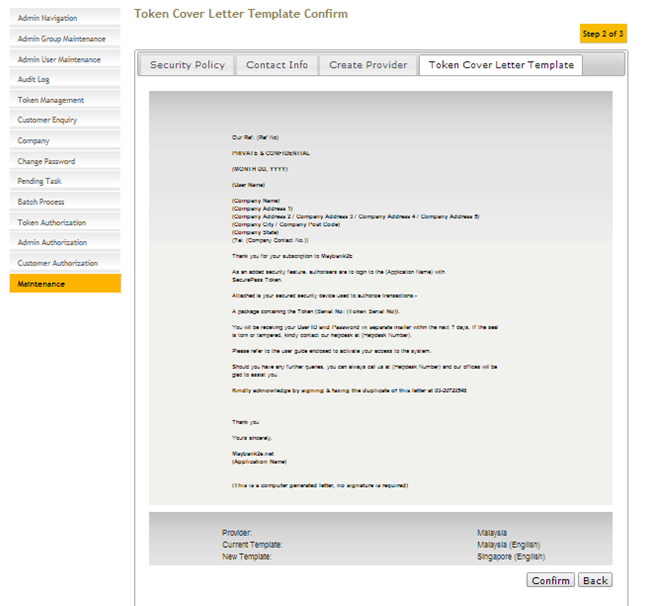 Token Cover Letter Template Confirm
Step 2 of 3
Admin Navigation
Admin Group Maintenance
Admin User Maintenance
Audit Log
Token Management
Customer Enquiry
Company
Change Password
Pending Task
Batch Process
Token Authorization
Admin Authorization
Customer Authorization
Maintenance
Security Policy
Contact Info
Create Provider
Token Cover Letter Template
Our Ref: (Ref No)
PRIVATE & CONFIDENTIAL
(MONTH DD, YYYY)
(User Name)
(Company Name)
(Company Address 1)
(Company Address 2 / Company Address 3 / Company Address 4 / Company Address 5)
(Company City / Company Post Code)
(Company State)
(Tel: (Company Contact No.))
Thank you for your subscription to Maybank2E
As an added security feature, authorisers are to login to the (Application Name) with
SecurePass Token.
Attached is your secured security device used to authorise transactions:-
A package containing the Token (Serial No: (Token Serial No)).
You will be receiving your User ID and Password in separate mailer within the next 7 days. If the seal
is torn or tampered, kindly contact our helpdesk at (Helpdesk Number).
Please refer to the user guide enclosed to activate your access to the system.
Should you have any further queries, you can always call us at (Helpdesk Number) and our offices will be
glad to assist you.
Kindly acknowledge by signing & faxing the duplicate of this letter at
Thank you
Yours sincerely,
Maybank2e.net
(Application Name)
(This is a computer generated letter, no signature is required)
Provider: Malaysia
Current Template: Malaysia (English)
New Template: Singapore (English)
Confirm Back